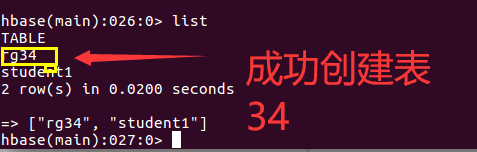 hbase(main):026:0> list
TABLE
rg34
student1
2 row(s) in 0.0200 seconds
=> ["rg34", "student1"]
hbase(main):027:0>
成功创建表
34